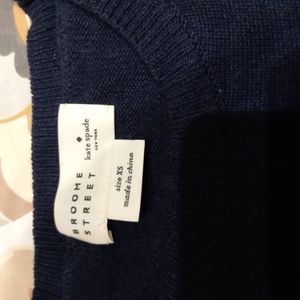 kate spade
NEW YORK
BROOME
STREET
size XS
made in china